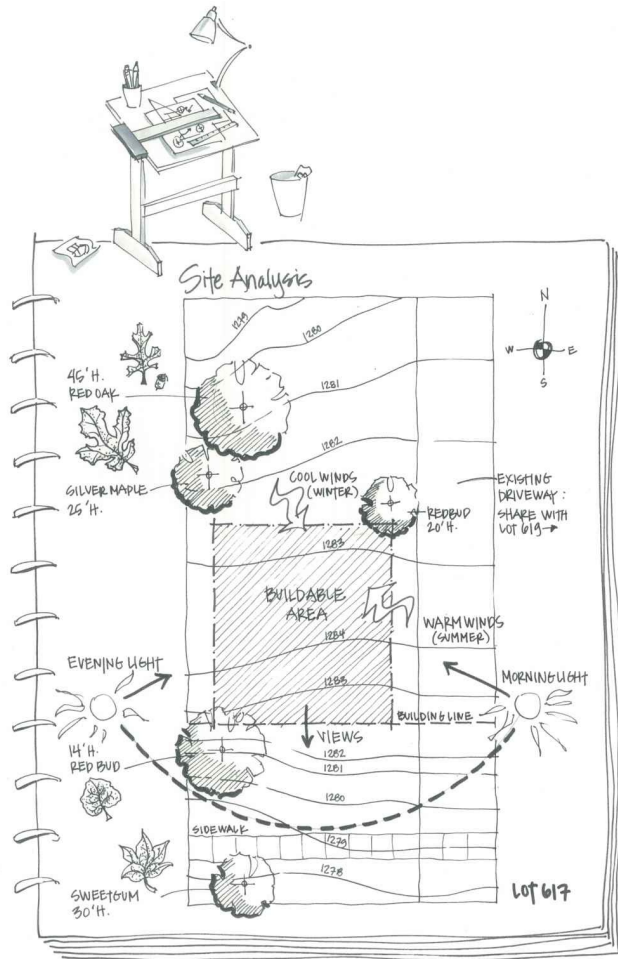 Site Analysis
N
W
E
S
1279
1280
1281
45'H.
RED OAK
1282
SILVER MAPLE
25'H.
COOL WINDS
(WINTER)
REDBUD
20'H.
EXISTING
DRIVEWAY:
SHARE WITH
LOT 619→
1283
BUILDABLE
AREA
WARM WINDS
(SUMMER)
1284
EVENING LIGHT
MORNING LIGHT
1283
BUILDING LINE
VIEWS
14'H.
RED BUD
1282
1281
1280
SIDEWALK
1279
1278
SWEETGUM
30'H.
LOT 617